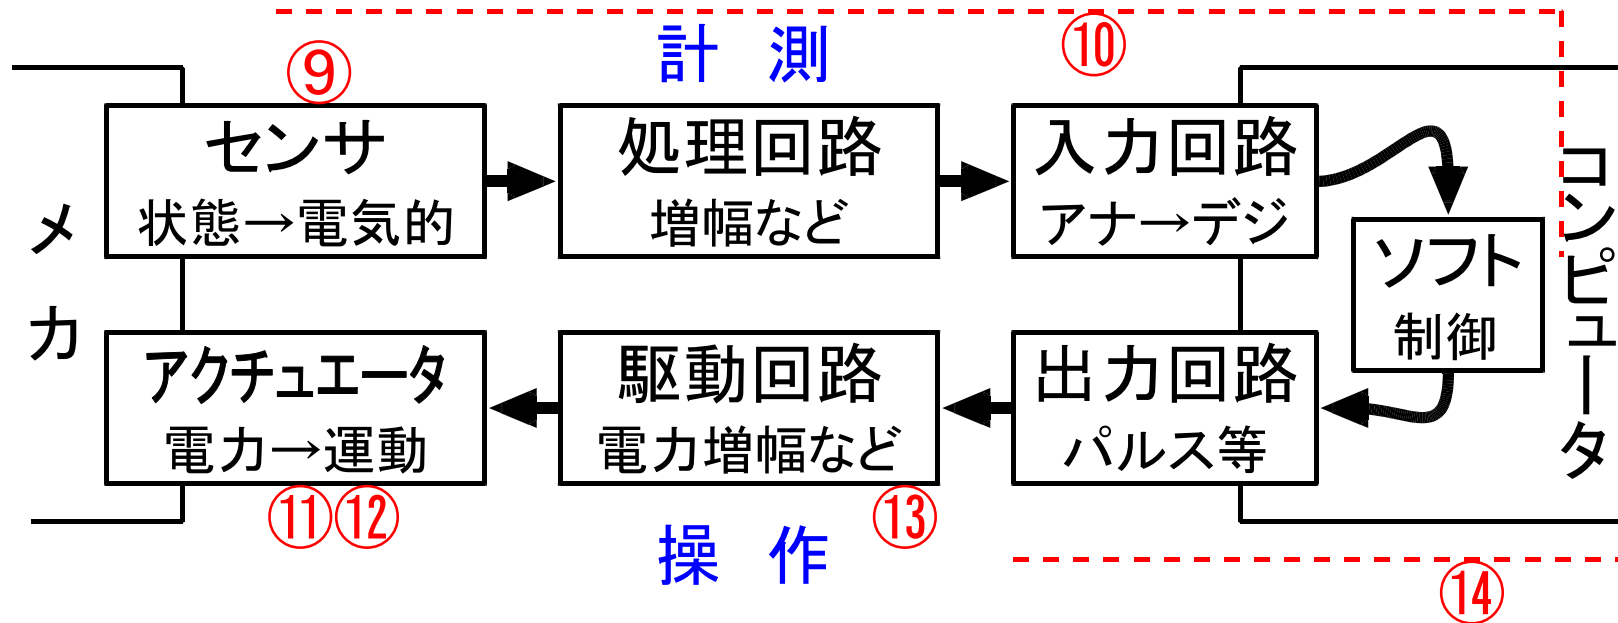 計 測
⑩
⑨
センサ
状態→電気的
処理回路
増幅など
入力回路
アナ→デジ
ソフト
制御
メカ
コンピュータ
アクチュエータ
電力→運動
駆動回路
電力増幅など
出力回路
パルス等
⑪⑫
⑬
操 作
⑭